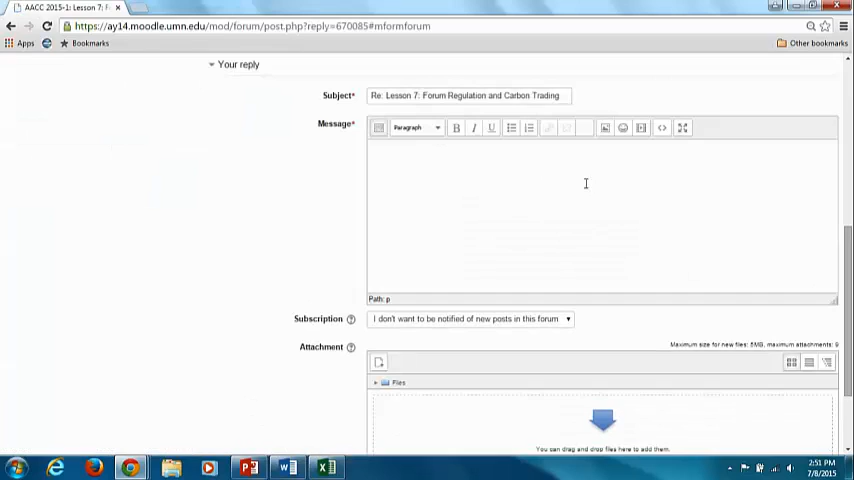 AACC 2015-1: Lesson 7: F
https://ay14.moodle.umn.edu/mod/forum/post.php?reply=670085#mformforum
Apps
Bookmarks
Other bookmarks
Your reply
Subject*
Re: Lesson 7: Forum Regulation and Carbon Trading
Message*
Paragraph
B I U
Path: p
Subscription
I don't want to be notified of new posts in this forum
Attachment
Maximum size for new files: 5MG, maximum attachments: 9
Files
You can drag and drop files here to add them.
2:51 PM
7/8/2015